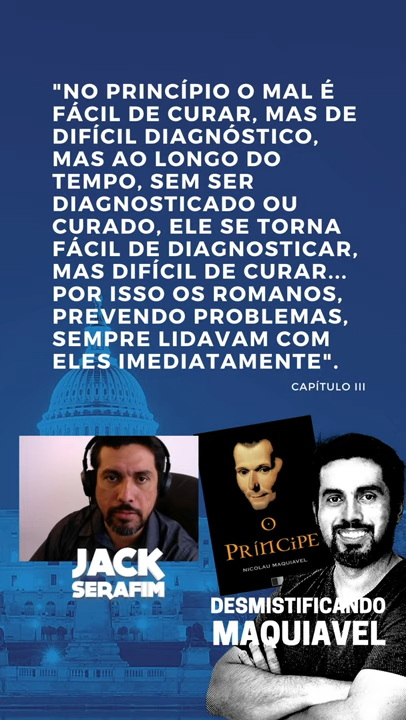 "NO PRINCÍPIO O MAL É
FÁCIL DE CURAR, MAS DE
DIFÍCIL DIAGNÓSTICO,
MAS AO LONGO DO
TEMPO, SEM SER
DIAGNOSTICADO OU
CURADO, ELE SE TORNA
FÁCIL DE DIAGNOSTICAR,
MAS DIFÍCIL DE CURAR...
POR ISSO OS ROMANOS,
PREVENDO PROBLEMAS,
SEMPRE LIDAVAM COM
ELES IMEDIATAMENTE".
CAPÍTULO III
JACK
SERAFIM
O
PRÍNCIPE
NICOLAU MAQUIAVEL
DESMISTIFICANDO
MAQUIAVEL